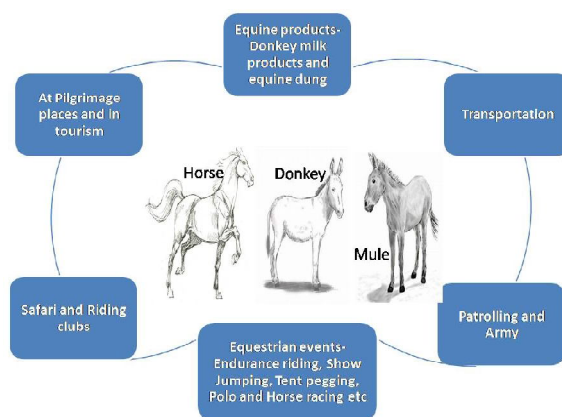 Equine products-
Donkey milk
products and
equine dung
At Pilgrimage
places and in
tourism
Transportation
Horse
Donkey
Mule
Safari and Riding
clubs
Patrolling and
Army
Equestrian events-
Endurance riding, Show
Jumping, Tent pegging,
Polo and Horse racing etc